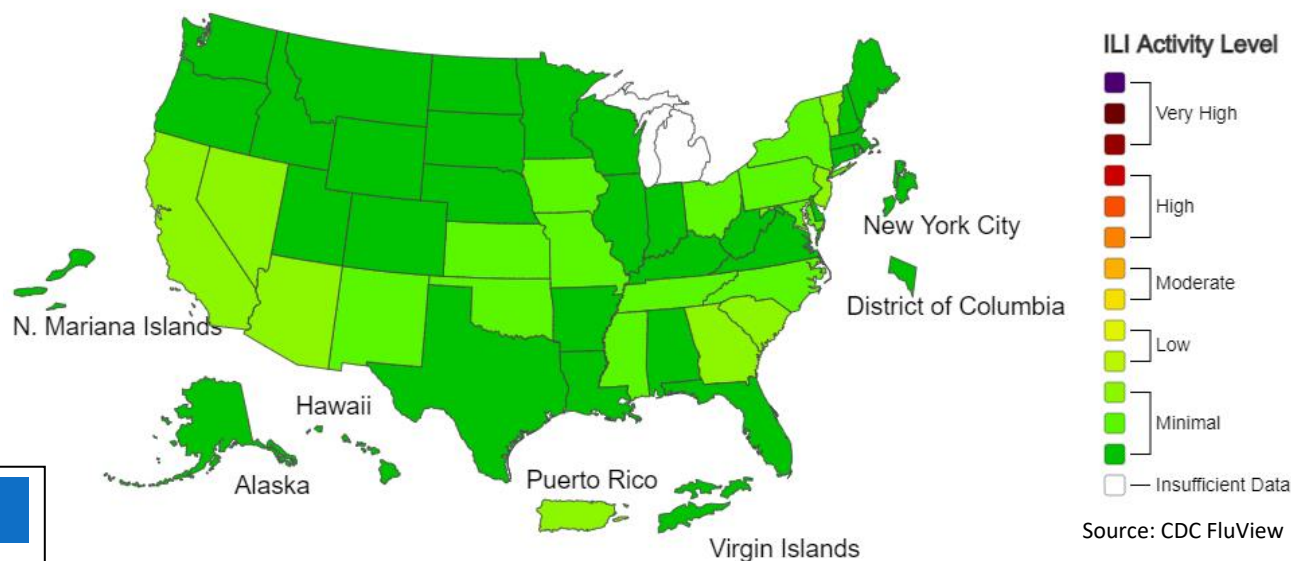 ILI Activity Level
Very High
High
Moderate
Low
Minimal
Insufficient Data
New York City
District of Columbia
N. Mariana Islands
Hawaii
Alaska
Puerto Rico
Virgin Islands
Source: CDC FluView